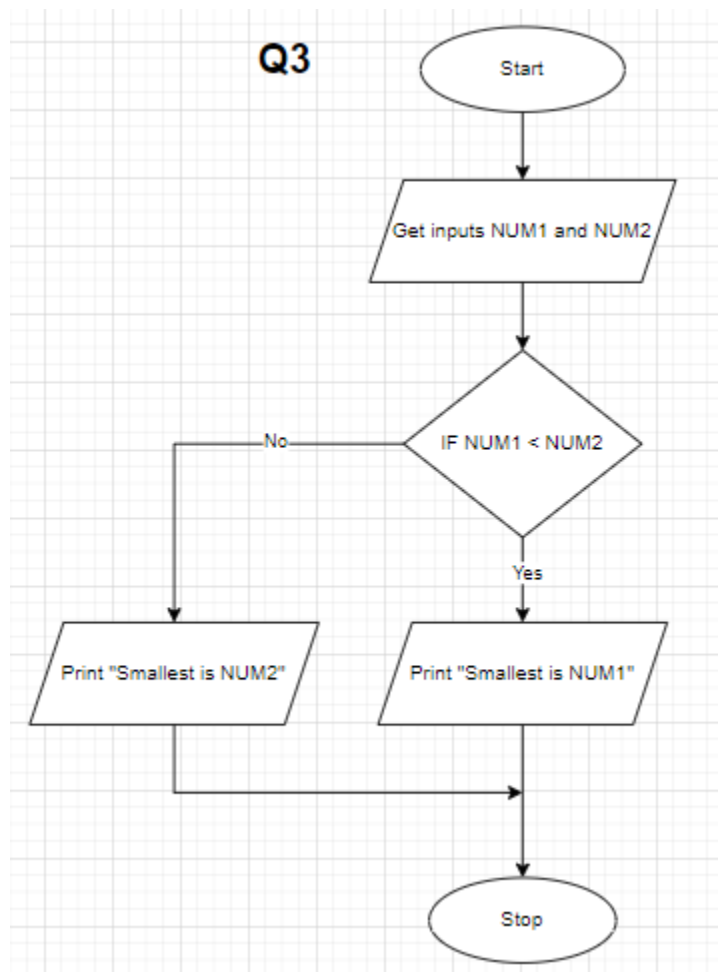 Q3
Start
Get inputs NUM1 and NUM2
IF NUM1 < NUM2
No
Yes
Print "Smallest is NUM2"
Print "Smallest is NUM1"
Stop